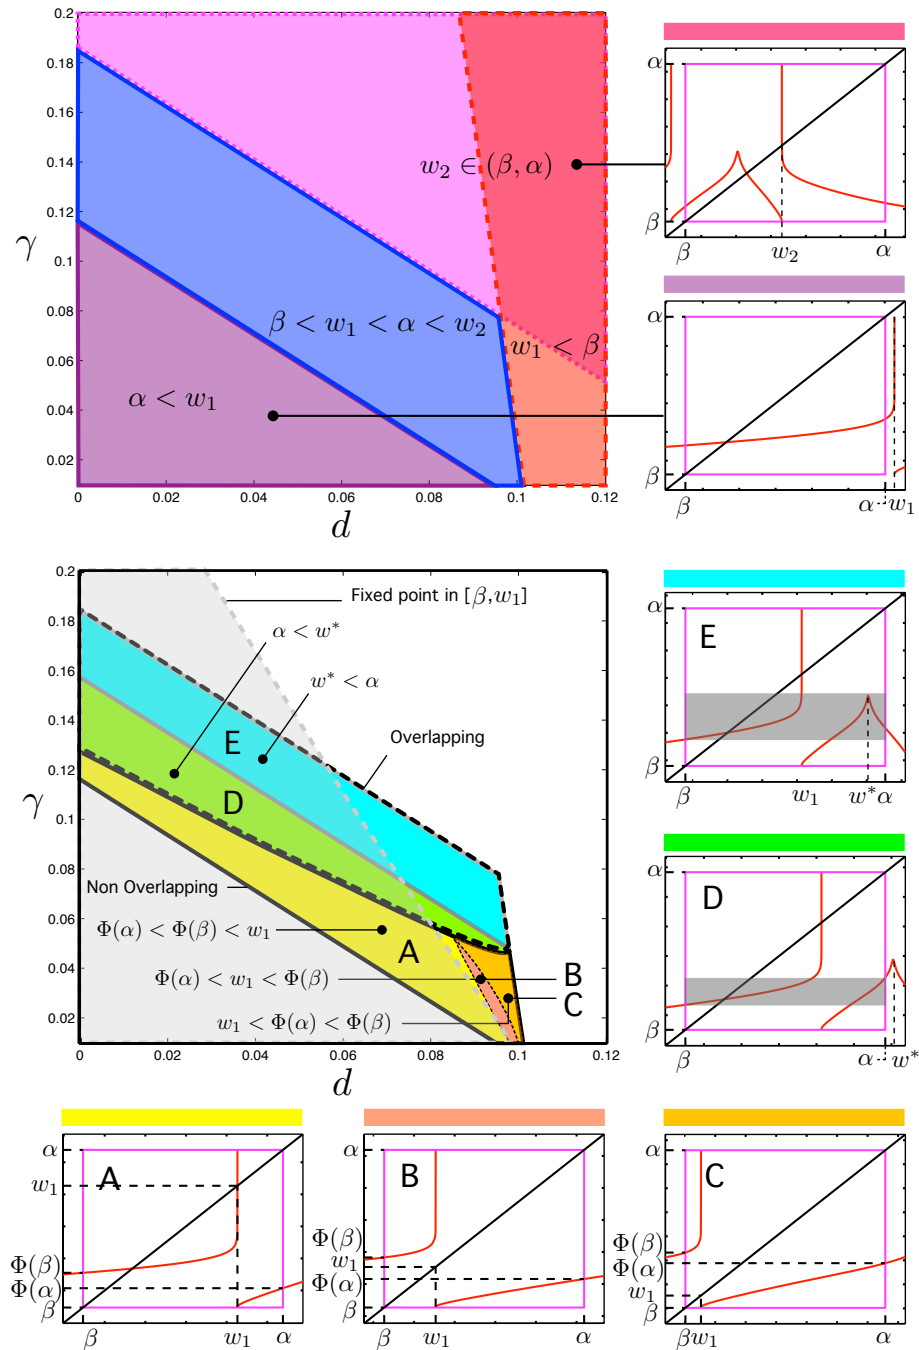 0.2
0.18
0.16
0.14
0.12
0.1
0.08
0.06
0.04
0.02
γ
0
0.02
0.04
0.06
0.08
0.1
0.12
d
w₂ ∈ (β, α)
β < w₁ < α < w₂
w₁ < β
α < w₁
α
β
β
w₂
α
α
β
β
α
w₁
0.2
0.18
0.16
0.14
0.12
0.1
0.08
0.06
0.04
0.02
γ
0
0.02
0.04
0.06
0.08
0.1
0.12
d
Fixed point in [β,w₁]
α < w*
w* < α
Overlapping
E
D
Non Overlapping
Φ(α) < Φ(β) < w₁
A
Φ(α) < w₁ < Φ(β)
B
w₁ < Φ(α) < Φ(β)
C
α
E
β
β
w₁
w*
α
α
D
β
β
α
w*
α
A
w₁
Φ(β)
Φ(α)
β
β
w₁
α
α
B
Φ(β)
w₁
Φ(α)
β
β
w₁
α
α
C
Φ(β)
Φ(α)
w₁
β
β
w₁
α